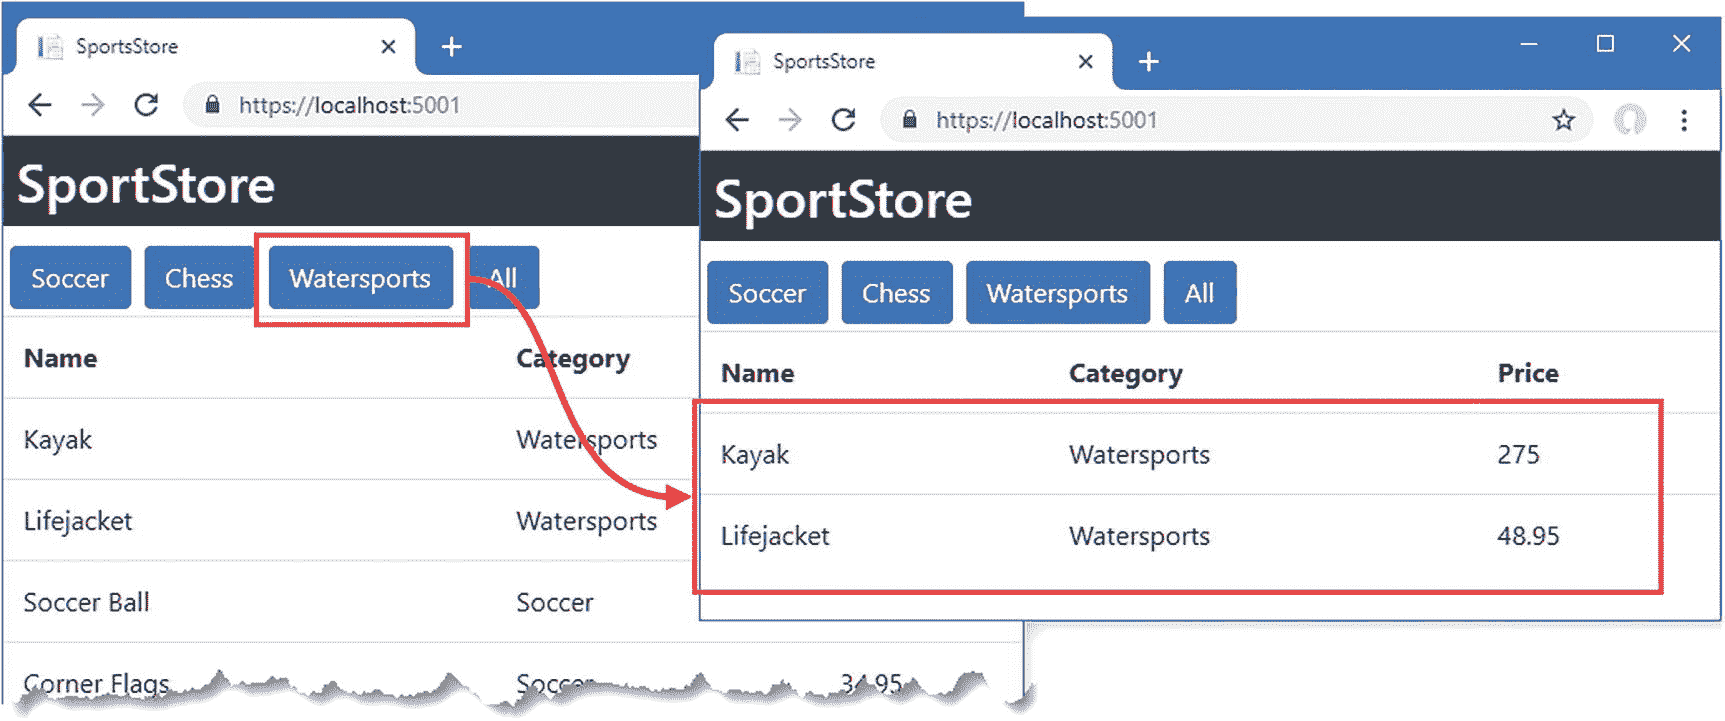 SportsStore
https://localhost:5001
SportStore
Soccer Chess Watersports All
Name Category
Kayak Watersports
Lifejacket Watersports
Soccer Ball Soccer
Corner Flags Soccer 34.95
SportsStore
https://localhost:5001
SportStore
Soccer Chess Watersports All
Name Category Price
Kayak Watersports 275
Lifejacket Watersports 48.95